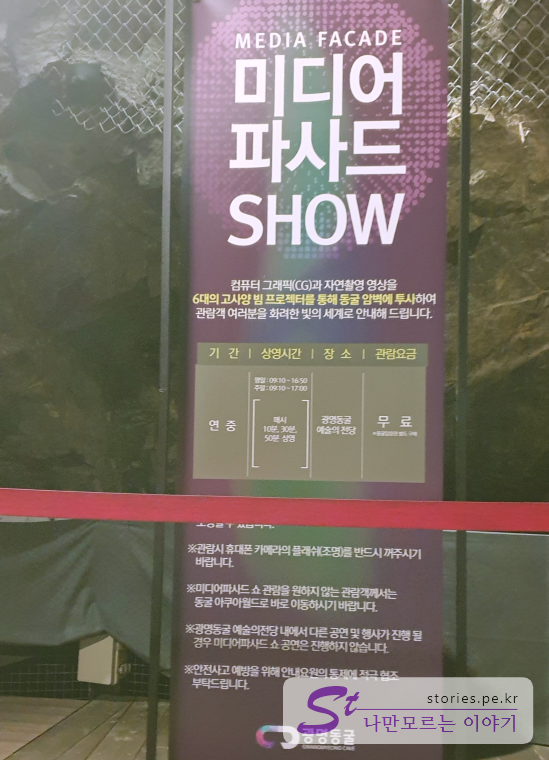 MEDIA FACADE
미디어
파사드
SHOW
컴퓨터 그래픽(CG)과 자연촬영 영상을
6대의 고사양 빔 프로젝터를 통해 동굴 암벽에 투사하여
관람객 여러분을 화려한 빛의 세계로 안내해 드립니다.
기 간 | 상영시간 | 장 소 | 관람요금
평일 : 09:10~16:50
주말 : 09:10~17:00
연 중
매시
10분, 30분,
50분 상영
광명동굴
예술의 전당
무 료
※관람시 휴대폰 카메라의 플래쉬(조명)를 반드시 꺼주시기
바랍니다.
※미디어파사드 쇼 관람을 원하지 않는 관람객께서는
동굴 아쿠아월드로 바로 이동하시기 바랍니다.
※광명동굴 예술의전당 내에서 다른 공연 및 행사가 진행 될
경우 미디어파사드 쇼 공연은 진행하지 않습니다.
※안전사고 예방을 위해 안내요원의 통제에 적극 협조
부탁드립니다.
광명동굴
GWANGMYEONG CAVE
St
stories.pe.kr
나만모르는 이야기